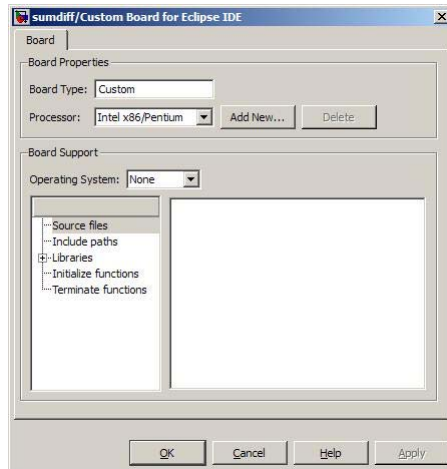 sumdiff/Custom Board for Eclipse IDE
Board
Board Properties
Board Type: Custom
Processor: Intel x86/Pentium Add New... Delete
Board Support
Operating System: None
Source files
Include paths
Libraries
Initialize functions
Terminate functions
OK Cancel Help Apply